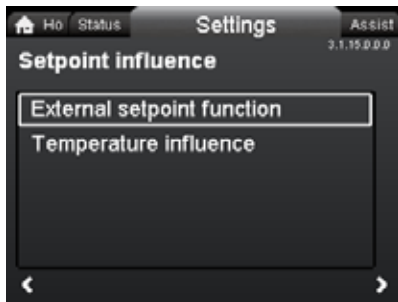 Ho Status Settings Assist
3.1.15.0.0.0
Setpoint influence
External setpoint function
Temperature influence